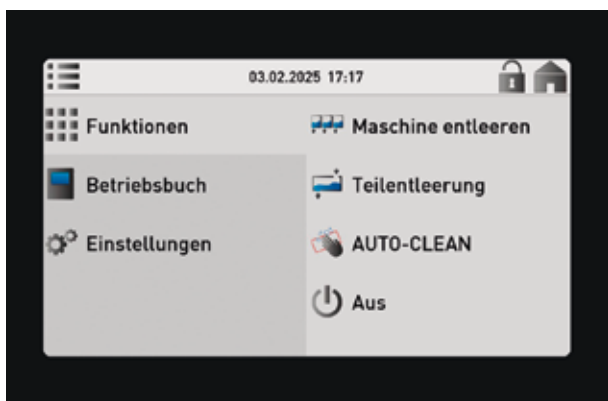 03.02.2025 17:17
Funktionen
Betriebsbuch
Einstellungen
Maschine entleeren
Teilentleerung
AUTO-CLEAN
Aus